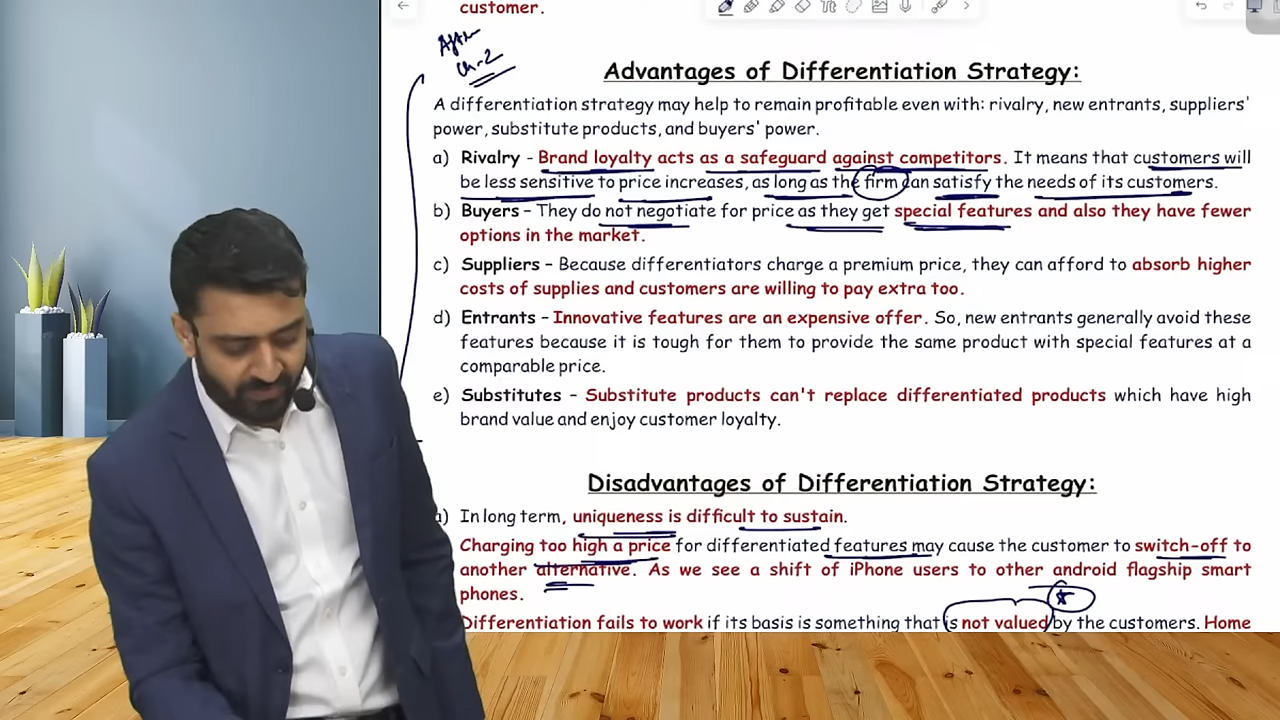 customer.
After
Ch-2
Advantages of Differentiation Strategy:
A differentiation strategy may help to remain profitable even with: rivalry, new entrants, suppliers'
power, substitute products, and buyers' power.
a) Rivalry - Brand loyalty acts as a safeguard against competitors. It means that customers will
be less sensitive to price increases, as long as the firm can satisfy the needs of its customers.
b) Buyers – They do not negotiate for price as they get special features and also they have fewer
options in the market.
c) Suppliers – Because differentiators charge a premium price, they can afford to absorb higher
costs of supplies and customers are willing to pay extra too.
d) Entrants – Innovative features are an expensive offer. So, new entrants generally avoid these
features because it is tough for them to provide the same product with special features at a
comparable price.
e) Substitutes – Substitute products can't replace differentiated products which have high
brand value and enjoy customer loyalty.
Disadvantages of Differentiation Strategy:
a) In long term, uniqueness is difficult to sustain.
Charging too high a price for differentiated features may cause the customer to switch-off to
another alternative. As we see a shift of iPhone users to other android flagship smart
phones.
Differentiation fails to work if its basis is something that is not valued by the customers. Home